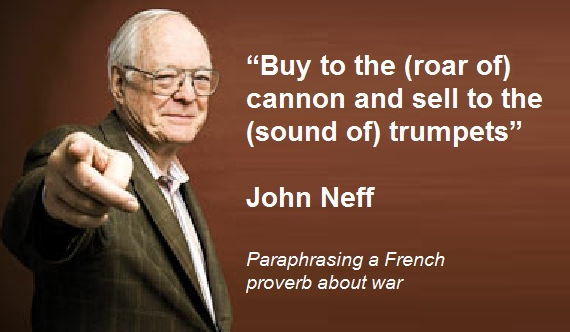 “Buy to the (roar of)
cannon and sell to the
(sound of) trumpets”
John Neff
Paraphrasing a French
proverb about war